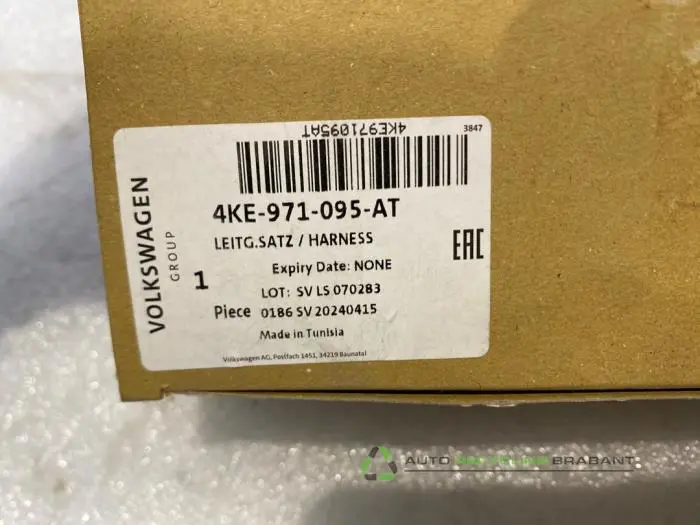 4KE971095AT
3847
4KE-971-095-AT
LEITG.SATZ / HARNESS
EAC
VOLKSWAGEN
GROUP
Expiry Date: NONE
1
LOT: SV LS 070283
Piece 0186 SV 20240415
Made in Tunisia
Volkswagen AG, Postfach 1451, 34219 Baunatal
AUTO RECYCLING BRABANT